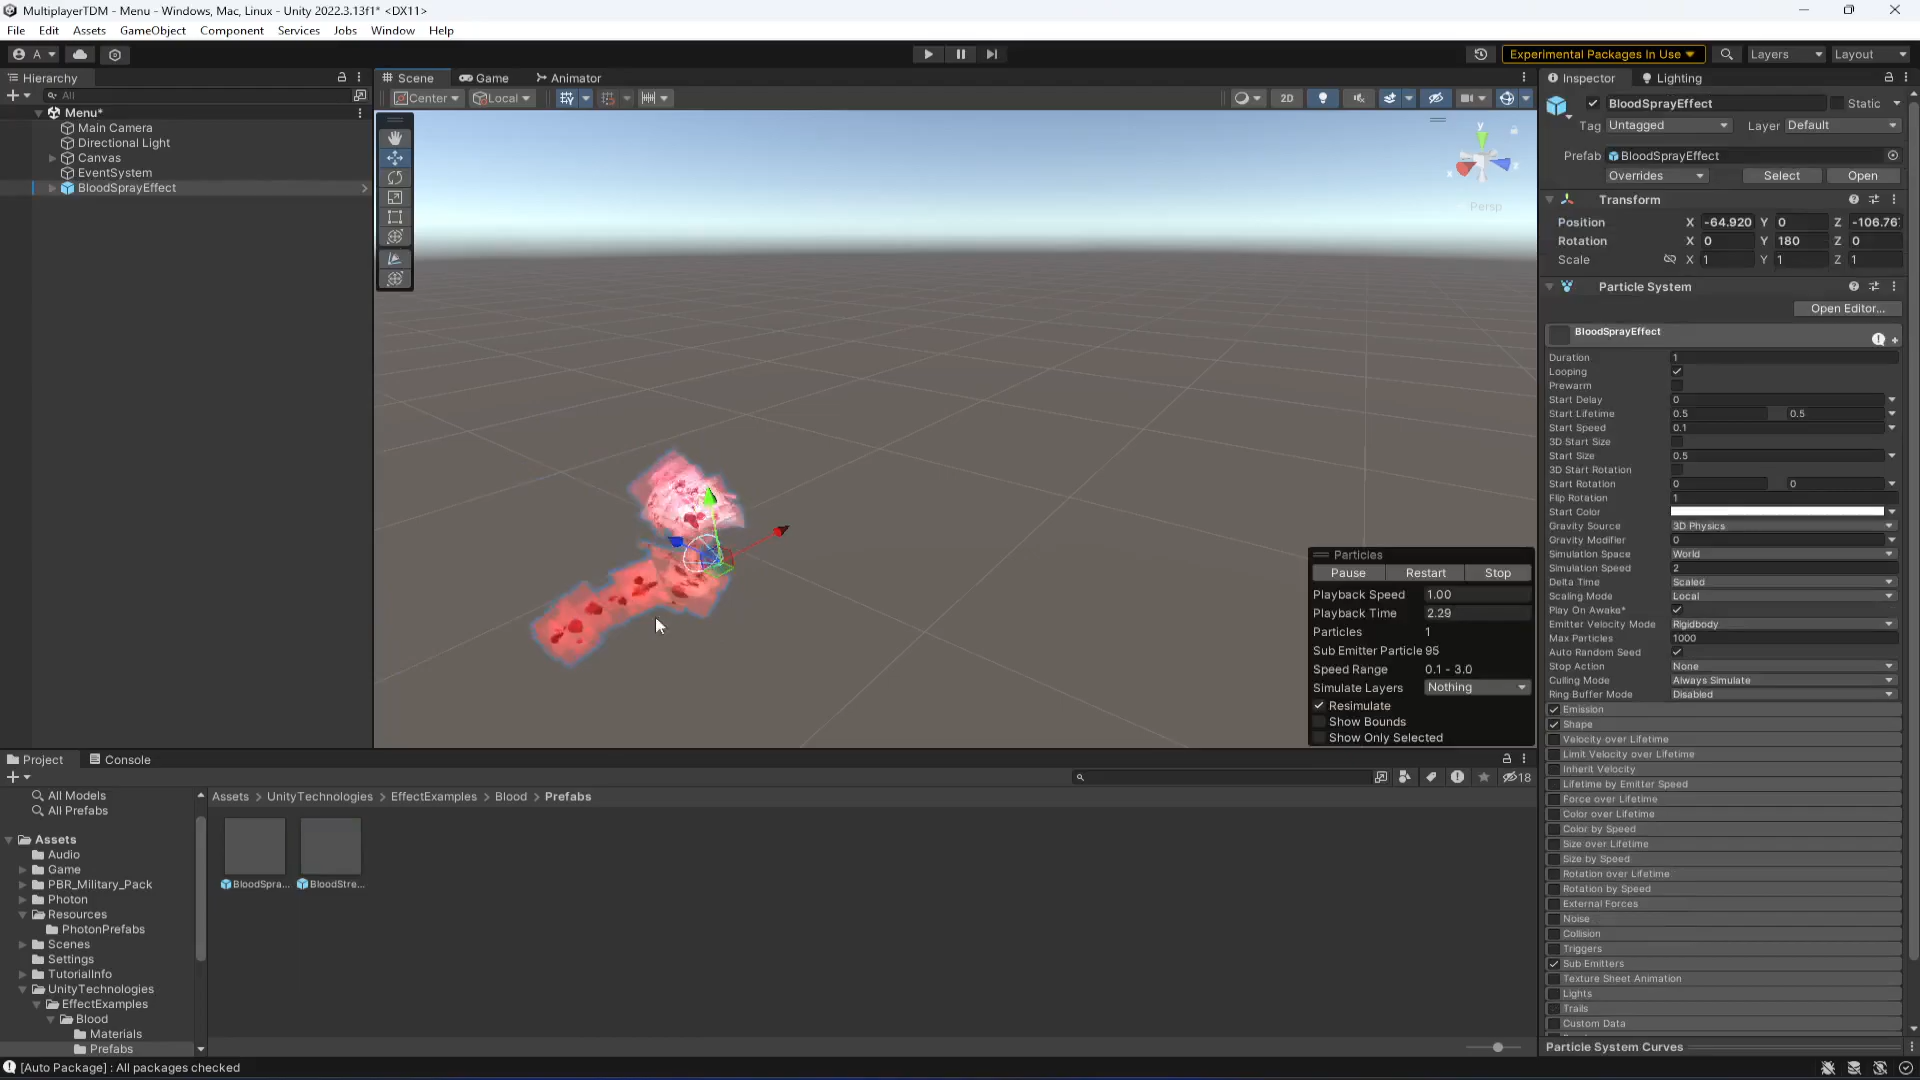 MultiplayerTDM - Menu - Windows, Mac, Linux - Unity 2022.3.13f1* <DX11>
File Edit Assets GameObject Component Services Jobs Window Help
A
Experimental Packages In Use Layers Layout
Hierarchy
All
Menu*
Main Camera
Directional Light
Canvas
EventSystem
BloodSprayEffect
Scene Game Animator
Center Local 2D
y
x
Persp
Particles
Pause Restart Stop
Playback Speed 1.00
Playback Time 2.29
Particles 1
Sub Emitter Particle 95
Speed Range 0.1 - 3.0
Simulate Layers Nothing
Resimulate
Show Bounds
Show Only Selected
Inspector Lighting
BloodSprayEffect Static
Tag Untagged Layer Default
Prefab BloodSprayEffect
Overrides Select Open
Transform
Position X -64.920 Y 0 Z -106.76
Rotation X 0 Y 180 Z 0
Scale X 1 Y 1 Z 1
Particle System
Open Editor...
BloodSprayEffect
Duration 1
Looping
Prewarm
Start Delay 0
Start Lifetime 0.5 0.5
Start Speed 0.1
3D Start Size
Start Size 0.5
3D Start Rotation
Start Rotation 0 0
Flip Rotation 1
Start Color
Gravity Source 3D Physics
Gravity Modifier 0
Simulation Space World
Simulation Speed 2
Delta Time Scaled
Scaling Mode Local
Play On Awake*
Emitter Velocity Mode Rigidbody
Max Particles 1000
Auto Random Seed
Stop Action None
Culling Mode Always Simulate
Ring Buffer Mode Disabled
Emission
Shape
Velocity over Lifetime
Limit Velocity over Lifetime
Inherit Velocity
Lifetime by Emitter Speed
Force over Lifetime
Color over Lifetime
Color by Speed
Size over Lifetime
Size by Speed
Rotation over Lifetime
Rotation by Speed
External Forces
Noise
Collision
Triggers
Sub Emitters
Texture Sheet Animation
Lights
Trails
Custom Data
Particle System Curves
Project Console
18
All Models
All Prefabs
Assets
Audio
Game
PBR_Military_Pack
Photon
Resources
PhotonPrefabs
Scenes
Settings
TutorialInfo
UnityTechnologies
EffectExamples
Blood
Materials
Prefabs
Assets > UnityTechnologies > EffectExamples > Blood > Prefabs
BloodSpra... BloodStre...
[Auto Package] : All packages checked